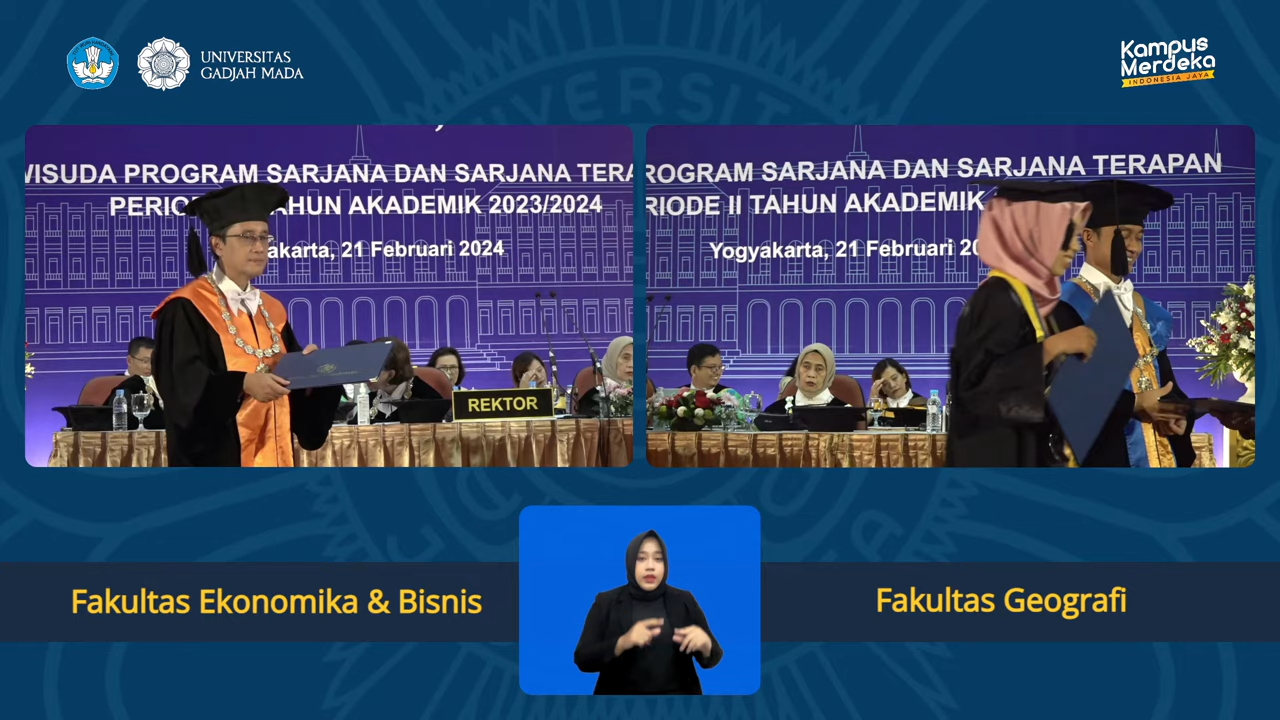 UNIVERSITAS
GADJAH MADA
Kampus
Merdeka
INDONESIA JAYA
WISUDA PROGRAM SARJANA DAN SARJANA TERA
PERIO TAHUN AKADEMIK 2023/2024
akarta, 21 Februari 2024
REKTOR
ROGRAM SARJANA DAN SARJANA TERAPAN
RIODE II TAHUN AKADEMIK
Yogyakarta, 21 Februari 20
Fakultas Ekonomika & Bisnis
Fakultas Geografi